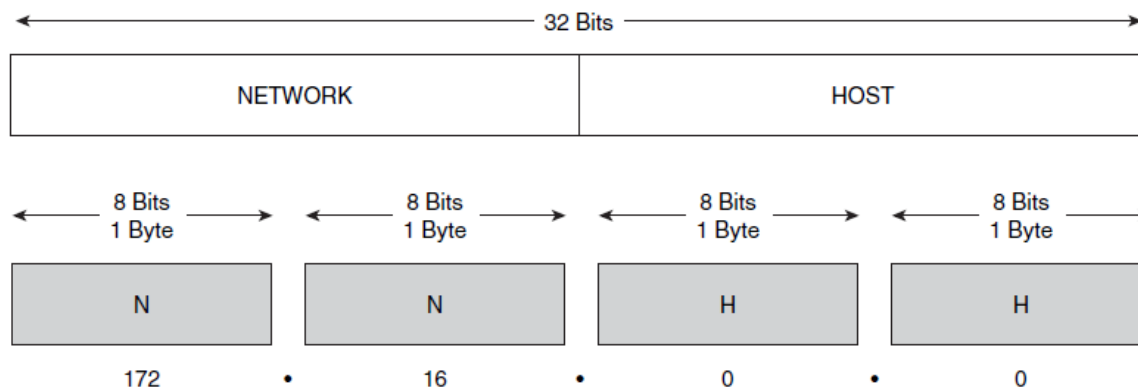 32 Bits
NETWORK HOST
8 Bits 8 Bits 8 Bits 8 Bits
1 Byte 1 Byte 1 Byte 1 Byte
N N H H
172 • 16 • 0 • 0